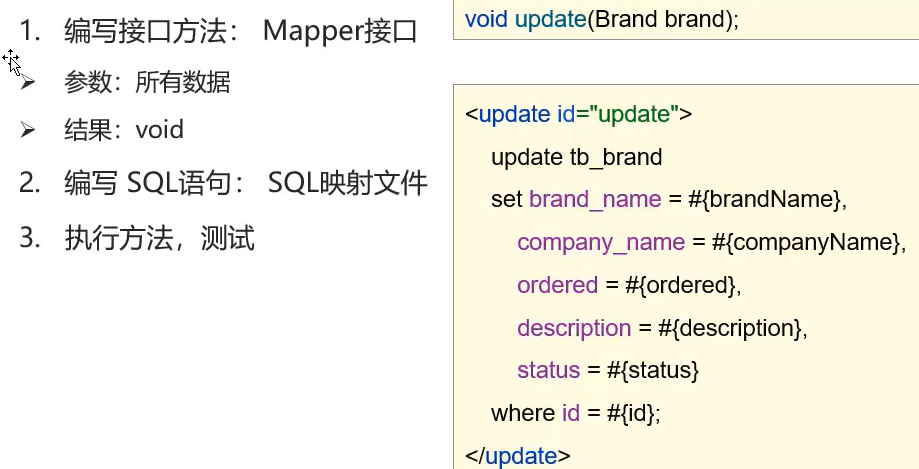 1. 编写接口方法： Mapper接口
➢ 参数：所有数据
➢ 结果：void
2. 编写 SQL语句： SQL映射文件
3. 执行方法，测试
void update(Brand brand);
<update id="update">
update tb_brand
set brand_name = #{brandName},
company_name = #{companyName},
ordered = #{ordered},
description = #{description},
status = #{status}
where id = #{id};
</update>